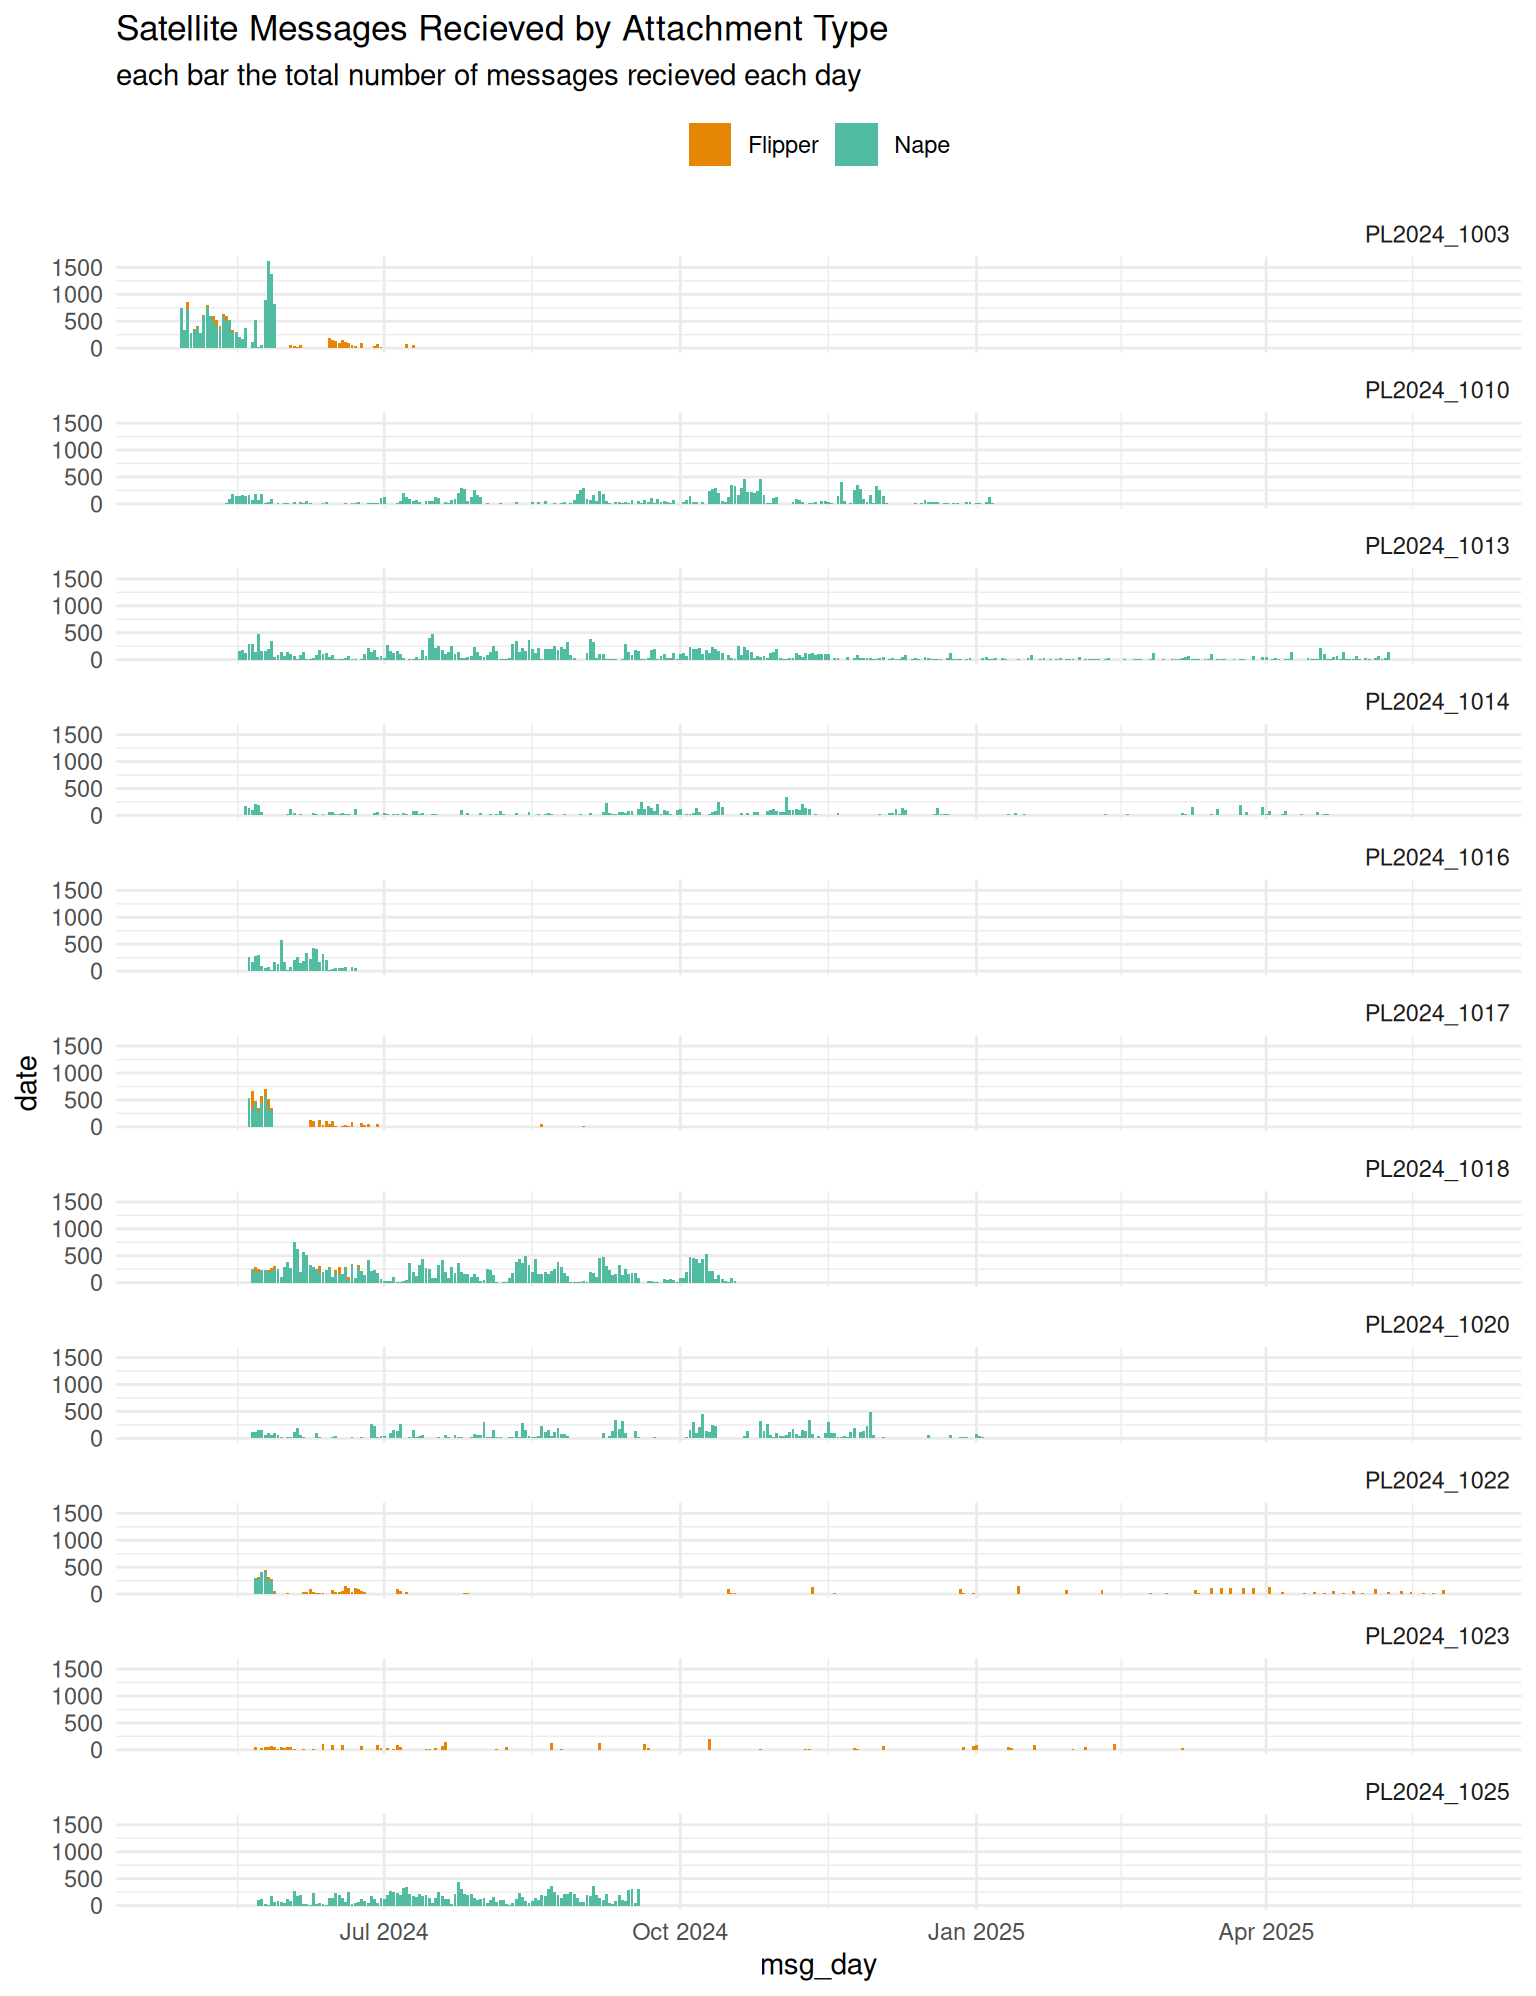 Satellite Messages Recieved by Attachment Type
each bar the total number of messages recieved each day
Flipper Nape
PL2024_1003
1500
1000
500
0
PL2024_1010
1500
1000
500
0
PL2024_1013
1500
1000
500
0
PL2024_1014
1500
1000
500
0
PL2024_1016
1500
1000
500
0
PL2024_1017
1500
1000
500
0
date
PL2024_1018
1500
1000
500
0
PL2024_1020
1500
1000
500
0
PL2024_1022
1500
1000
500
0
PL2024_1023
1500
1000
500
0
PL2024_1025
1500
1000
500
0
Jul 2024 Oct 2024 Jan 2025 Apr 2025
msg_day